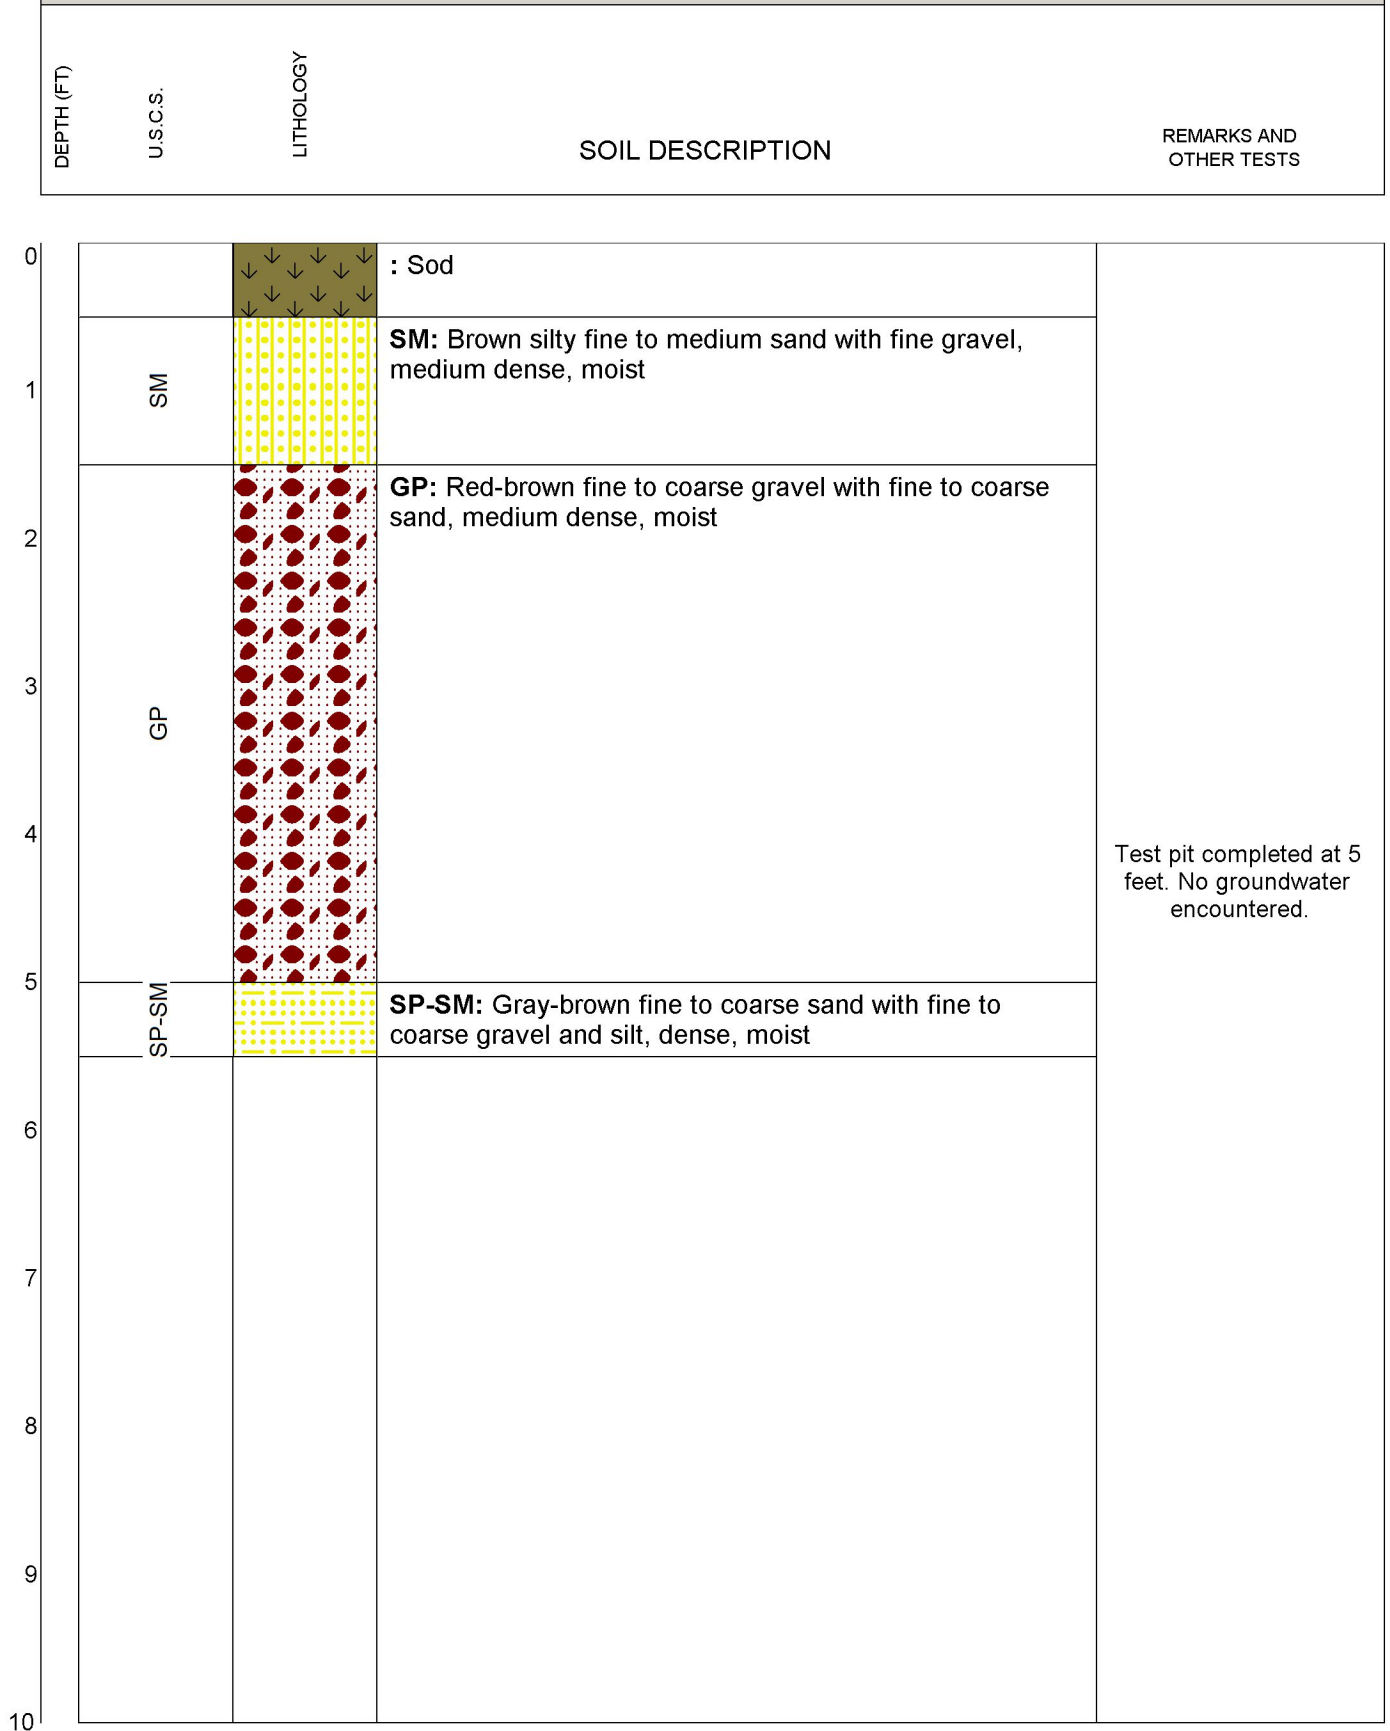 DEPTH (FT)
U.S.C.S.
LITHOLOGY
SOIL DESCRIPTION
REMARKS AND
OTHER TESTS
0
: Sod
SM: Brown silty fine to medium sand with fine gravel,
medium dense, moist
1
SM
GP: Red-brown fine to coarse gravel with fine to coarse
sand, medium dense, moist
2
3
GP
4
Test pit completed at 5
feet. No groundwater
encountered.
5
SP-SM
SP-SM: Gray-brown fine to coarse sand with fine to
coarse gravel and silt, dense, moist
6
7
8
9
10